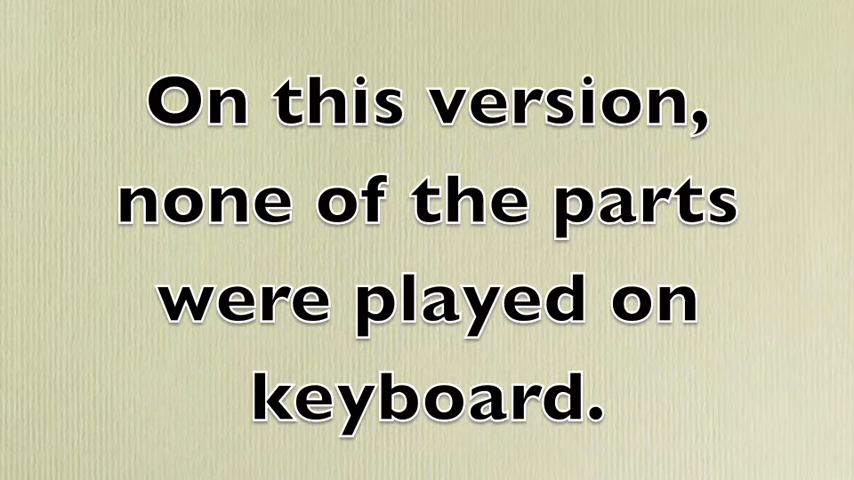 On this version,
none of the parts
were played on
keyboard.